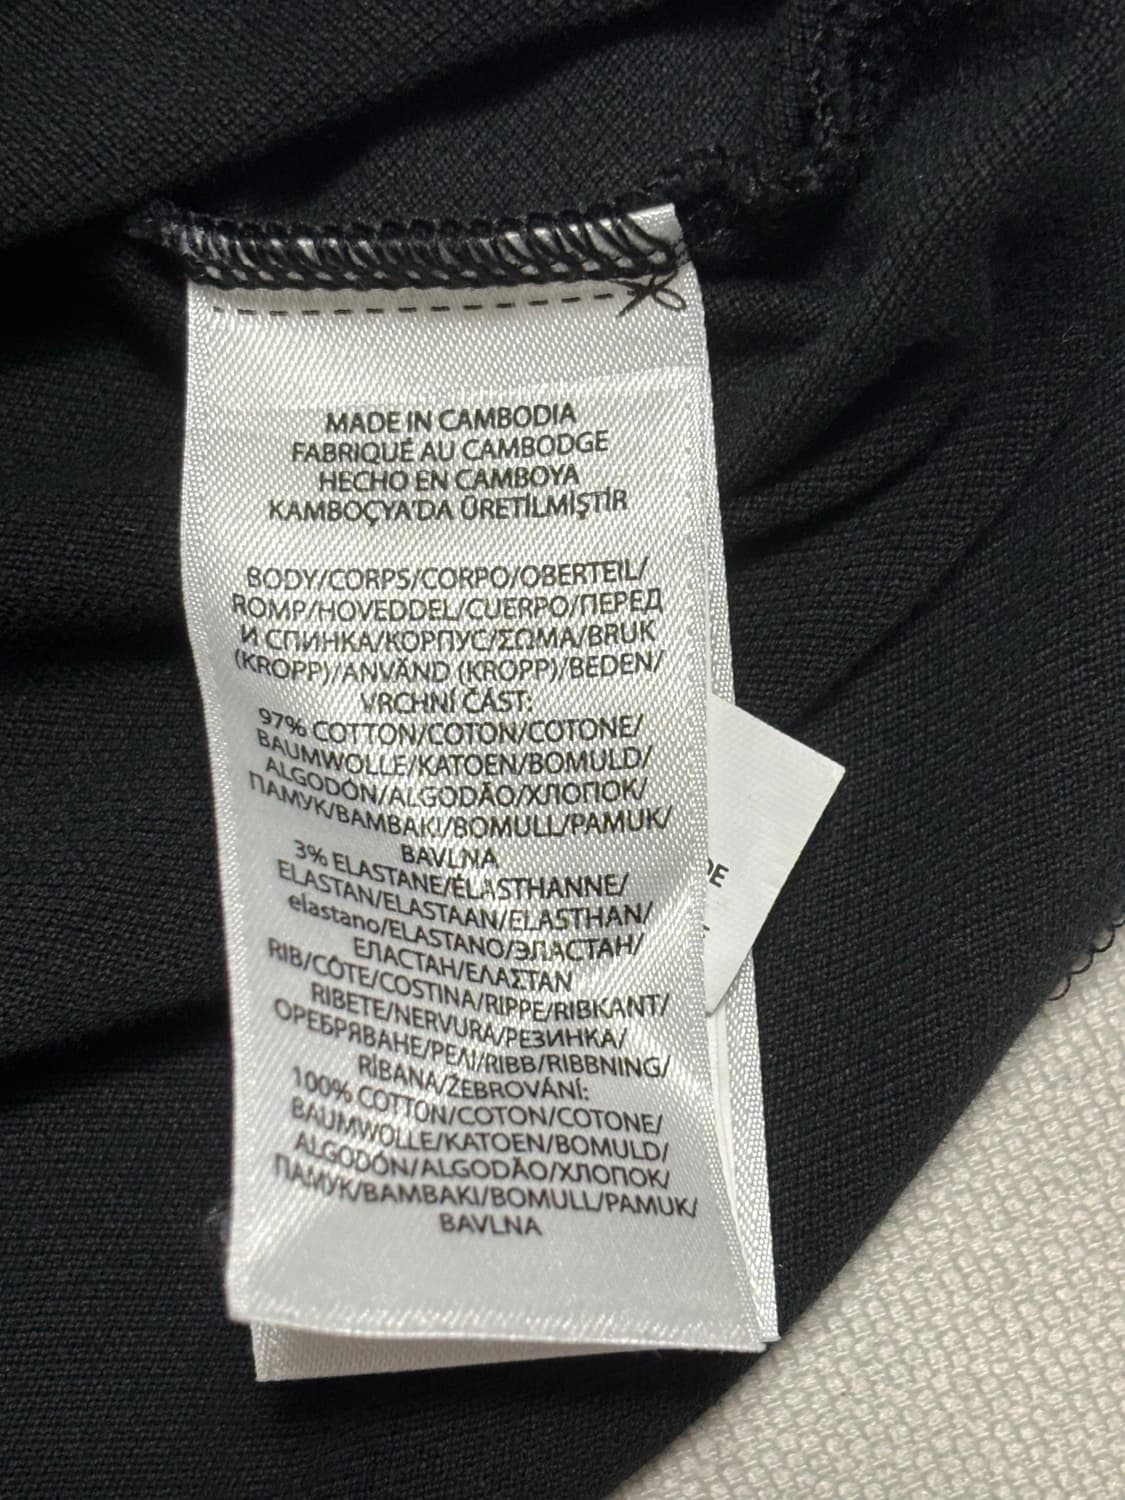 MADE IN CAMBODIA
FABRIQUÉ AU CAMBODGE
HECHO EN CAMBOYA
KAMBOÇYA'DA ÜRETİLMİŞTİR
BODY/CORPS/CORPO/OBERTEIL/
ROMP/HOVEDDEL/CUERPO/ПЕРЕД
И СПИНКА/КОРПУС/ΣΩΜΑ/BRUK
(KROPP)/ANVÄND (KROPP)/BEDEN/
VRCHNÍ ČÁST:
97% COTTON/COTON/COTONE/
BAUMWOLLE/KATOEN/BOMULD/
ALGODÓN/ALGODÃO/ХЛОПОК/
ПАМУК/BAMBAKI/BOMULL/PAMUK/
BAVLNA
3% ELASTANE/ÉLASTHANNE/
ELASTAN/ELASTAAN/ELASTHAN/
elastano/ELASTANO/ЭЛАСТАН/
ЕЛАСТАН/ΕΛΑΣΤΑΝ
RIB/CÔTE/COSTINA/RIPPE/RIBKANT/
RIBETE/NERVURA/РЕЗИНКА/
ОРЕБРЯВАНЕ/ΡΕΛΙ/RIBB/RIBBNING/
RİBANA/ŽEBROVÁNÍ:
100% COTTON/COTON/COTONE/
BAUMWOLLE/KATOEN/BOMULD/
ALGODÓN/ALGODÃO/ХЛОПОК/
ПАМУК/BAMBAKI/BOMULL/PAMUK/
BAVLNA
DE